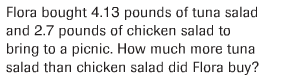 Flora bought 4.13 pounds of tuna salad
and 2.7 pounds of chicken salad to
bring to a picnic. How much more tuna
salad than chicken salad did Flora buy?